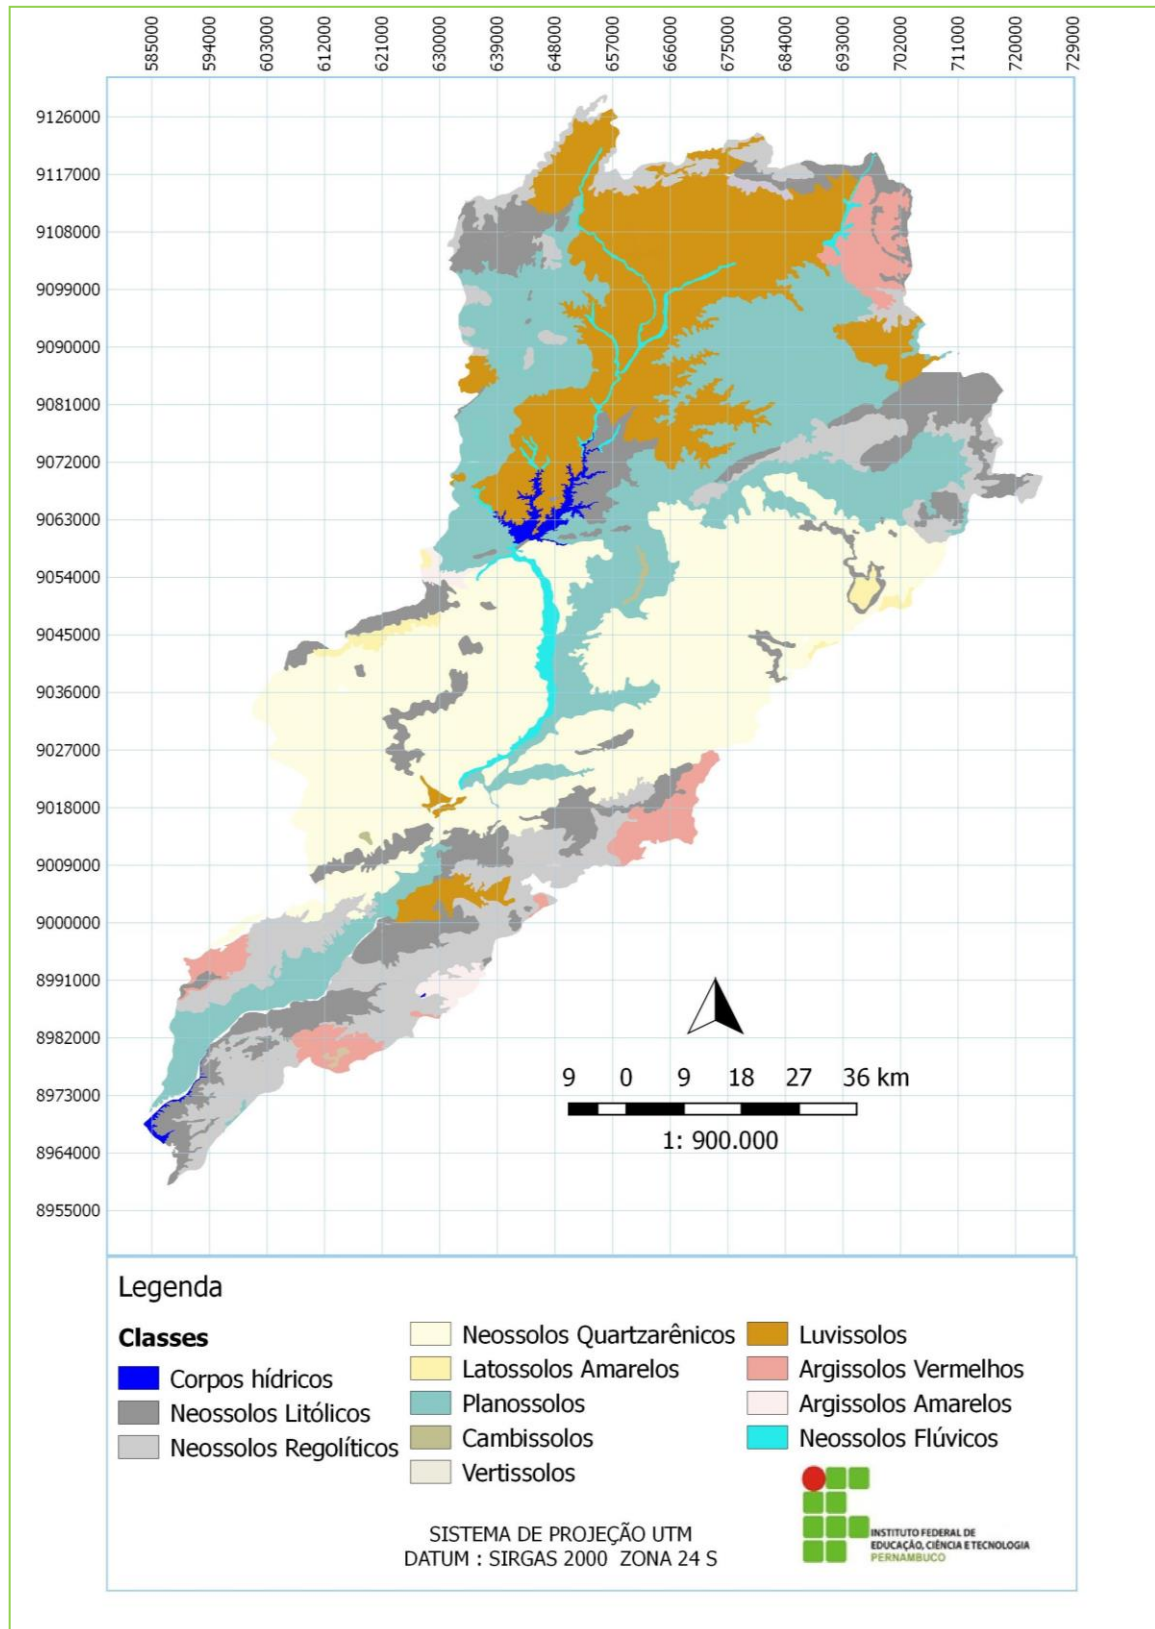 585000 594000 603000 612000 621000 630000 639000 648000 657000 666000 675000 684000 693000 702000 711000 720000 729000
9126000
9117000
9108000
9099000
9090000
9081000
9072000
9063000
9054000
9045000
9036000
9027000
9018000
9009000
9000000
8991000
8982000
8973000
8964000
8955000
9 0 9 18 27 36 km
1: 900.000
Legenda
Classes
Corpos hídricos
Neossolos Litólicos
Neossolos Regolíticos
Neossolos Quartzarênicos
Latossolos Amarelos
Planossolos
Cambissolos
Vertissolos
Luvissolos
Argissolos Vermelhos
Argissolos Amarelos
Neossolos Flúvicos
SISTEMA DE PROJEÇÃO UTM
DATUM : SIRGAS 2000 ZONA 24 S
INSTITUTO FEDERAL DE
EDUCAÇÃO, CIÊNCIA E TECNOLOGIA
PERNAMBUCO